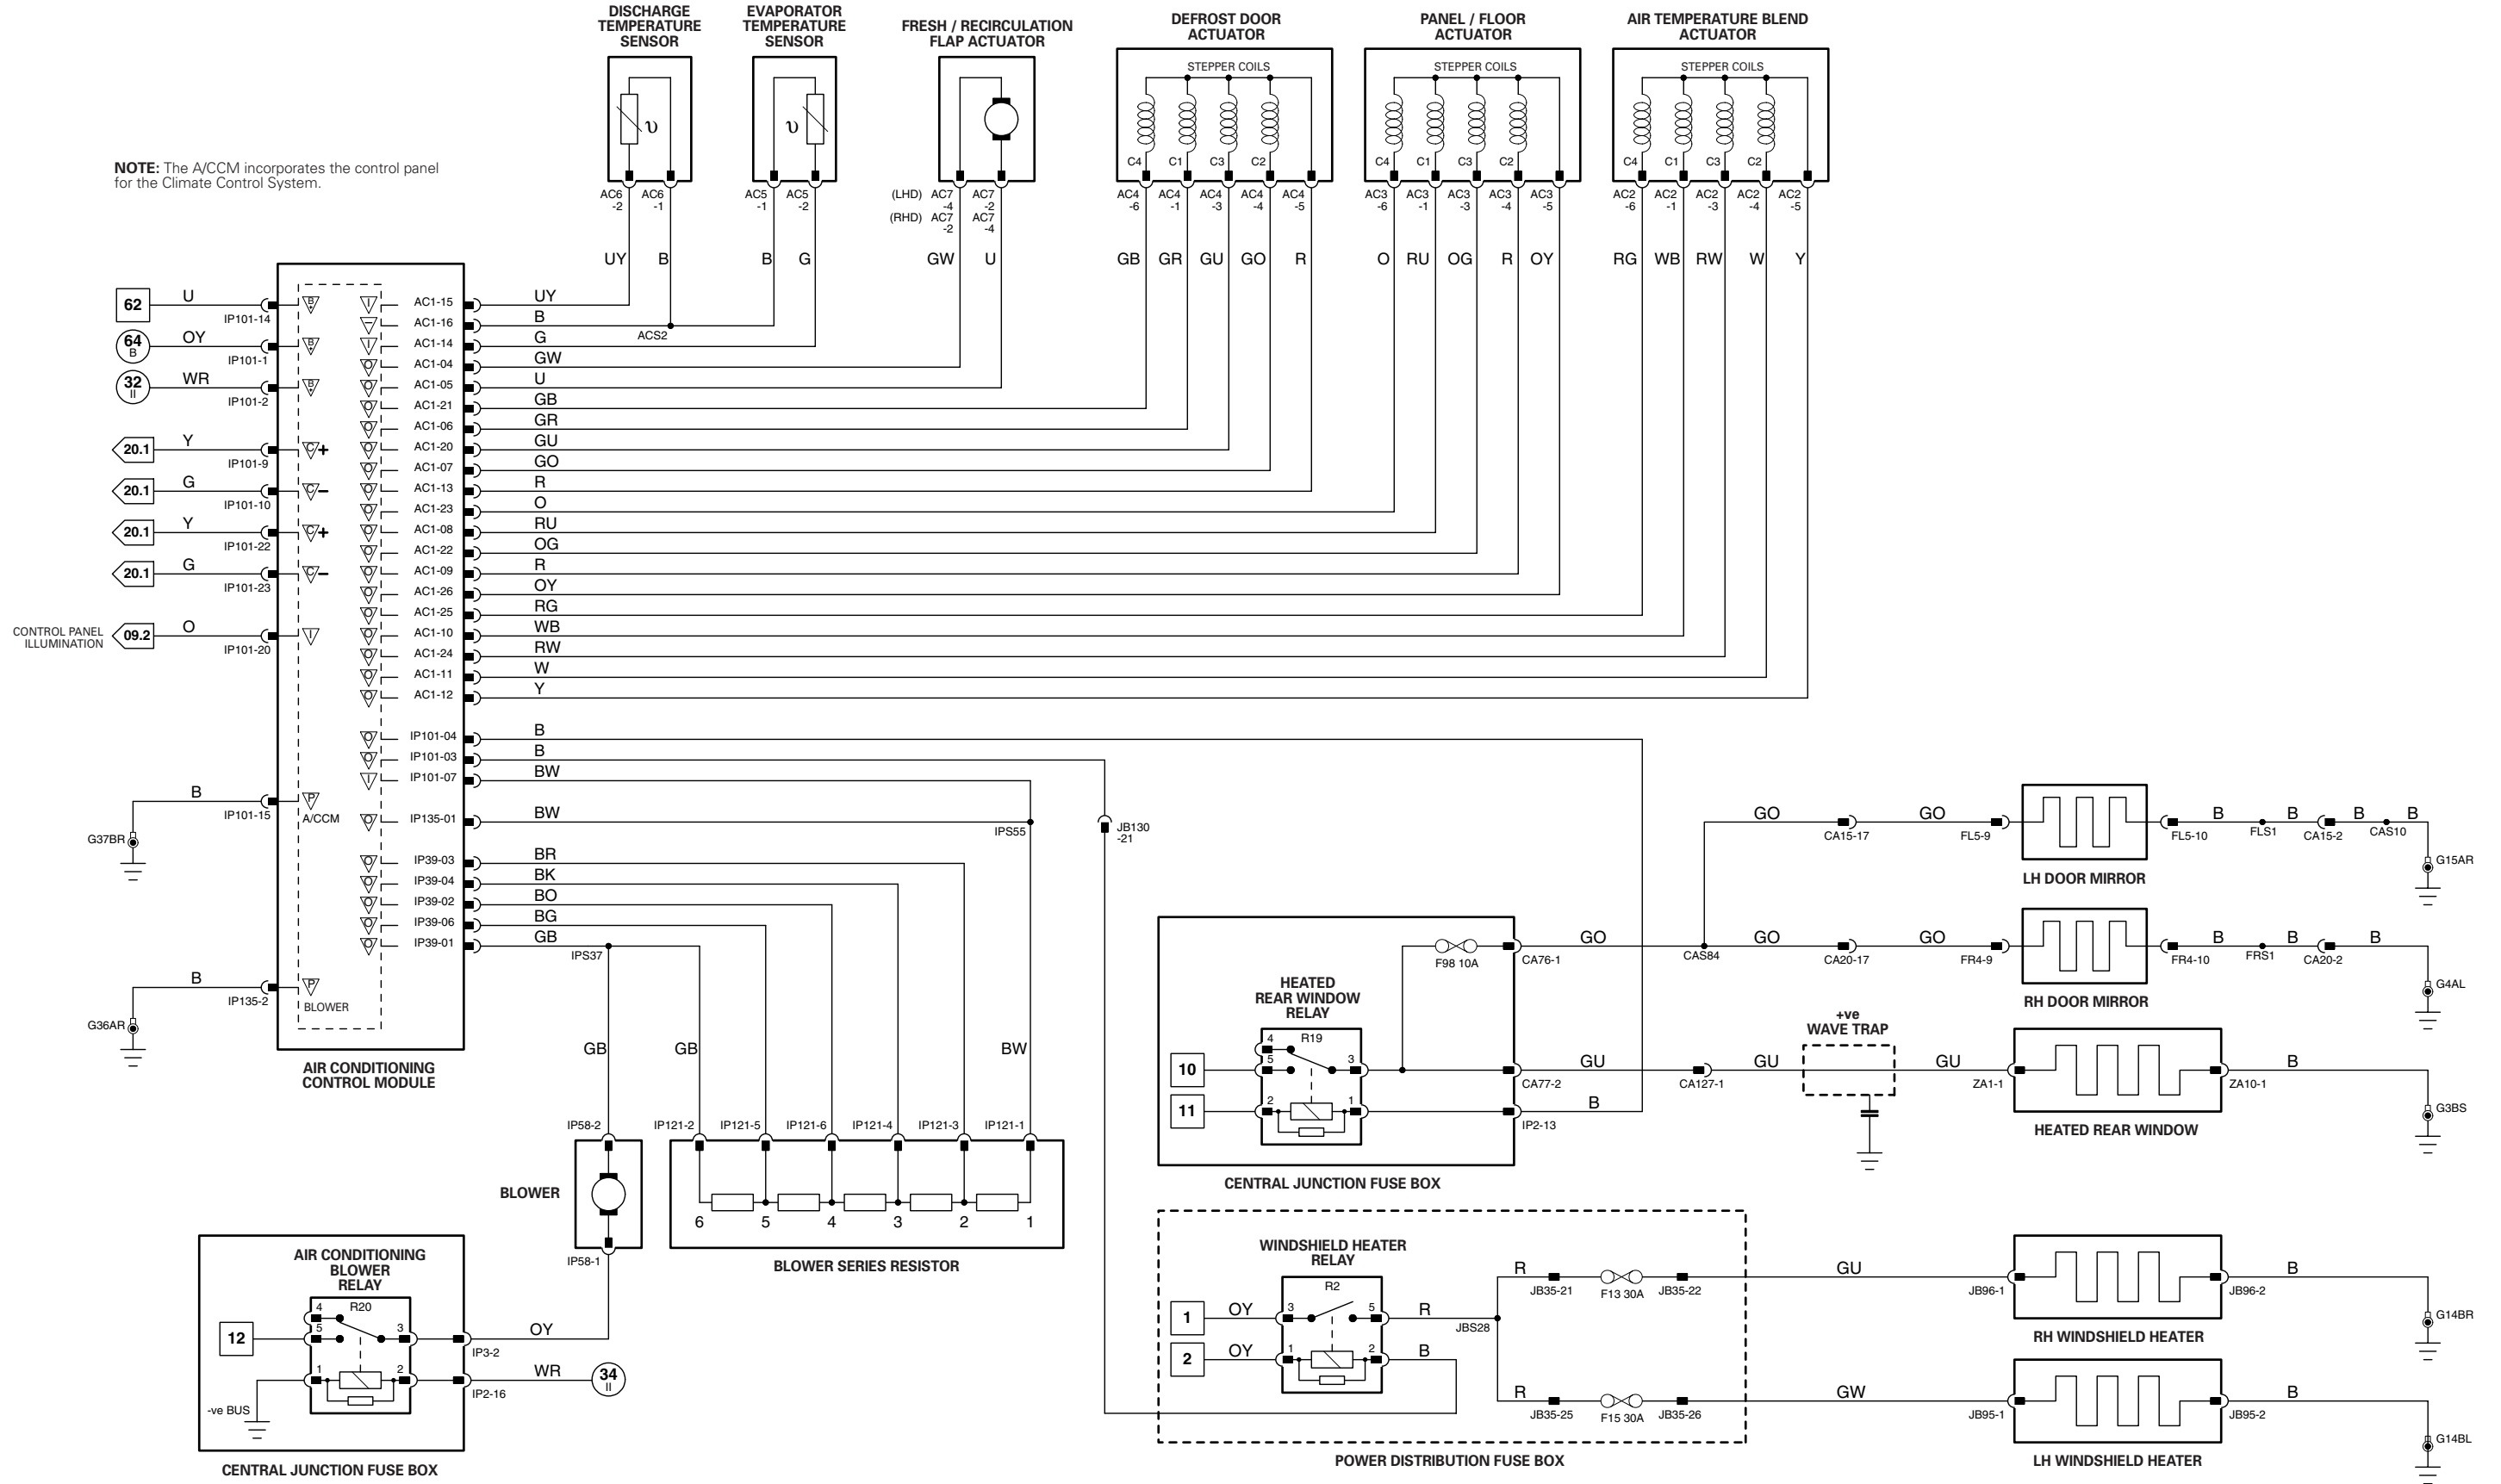 DISCHARGE
TEMPERATURE
SENSOR
EVAPORATOR
TEMPERATURE
SENSOR
FRESH / RECIRCULATION
FLAP ACTUATOR
DEFROST DOOR
ACTUATOR
PANEL / FLOOR
ACTUATOR
AIR TEMPERATURE BLEND
ACTUATOR
STEPPER COILS
STEPPER COILS
STEPPER COILS
υ
υ
C4 C1 C3 C2
C4 C1 C3 C2
C4 C1 C3 C2
NOTE: The A/CCM incorporates the control panel
for the Climate Control System.
AC6 -2
AC6 -1
AC5 -1
AC5 -2
(LHD) AC7 -4 AC7 -2
(RHD) AC7 -2 AC7 -4
AC4 -6
AC4 -1
AC4 -3
AC4 -4
AC4 -5
AC3 -6
AC3 -1
AC3 -3
AC3 -4
AC3 -5
AC2 -6
AC2 -1
AC2 -3
AC2 -4
AC2 -5
UY B B G GW U GB GR GU GO R O RU OG R OY RG WB RW W Y
62 U IP101-14 B+
64 B OY IP101-1 B+
32 II WR IP101-2 B+
20.1 Y IP101-9 C +
20.1 G IP101-10 C –
20.1 Y IP101-22 C +
20.1 G IP101-23 C –
CONTROL PANEL
ILLUMINATION
09.2 O IP101-20 I
B IP101-15 P
A/CCM
G37BR
B IP135-2 P
BLOWER
G36AR
I AC1-15 UY
– AC1-16 B
ACS2
I AC1-14 G
O AC1-04 GW
O AC1-05 U
O AC1-21 GB
O AC1-06 GR
O AC1-20 GU
O AC1-07 GO
O AC1-13 R
O AC1-23 O
O AC1-08 RU
O AC1-22 OG
O AC1-09 R
O AC1-26 OY
O AC1-25 RG
O AC1-10 WB
O AC1-24 RW
O AC1-11 W
O AC1-12 Y
O IP101-04 B
O IP101-03 B
I IP101-07 BW
O IP135-01 BW
IPS55
O IP39-03 BR
O IP39-04 BK
O IP39-02 BO
O IP39-06 BG
O IP39-01 GB
IPS37
AIR CONDITIONING
CONTROL MODULE
JB130
-21
GB GB BW
IP58-2 IP121-2 IP121-5 IP121-6 IP121-4 IP121-3 IP121-1
BLOWER
6 5 4 3 2 1
IP58-1
BLOWER SERIES RESISTOR
AIR CONDITIONING
BLOWER
RELAY
R20
4
5 3
12
1 2
OY
IP3-2
WR
IP2-16
34
II
-ve BUS
CENTRAL JUNCTION FUSE BOX
F98 10A
CA76-1
GO
CAS84
HEATED
REAR WINDOW
RELAY
R19
4
5 3
10
2 1
11
CA77-2
GU
CA127-1
GU
+ve
WAVE TRAP
GU
ZA1-1
ZA10-1
B
G3BS
HEATED REAR WINDOW
IP2-13
B
CENTRAL JUNCTION FUSE BOX
GO
CA15-17
GO
FL5-9
FL5-10
B
FLS1
B
CA15-2
B
CAS10
B
G15AR
LH DOOR MIRROR
GO
CA20-17
GO
FR4-9
FR4-10
B
FRS1
B
CA20-2
B
G4AL
RH DOOR MIRROR
WINDSHIELD HEATER
RELAY
R2
1 OY 3 5 R
JBS28
2 OY 1 2 B
R
JB35-21
F13 30A
JB35-22
GU
JB96-1
JB96-2
B
G14BR
RH WINDSHIELD HEATER
R
JB35-25
F15 30A
JB35-26
GW
JB95-1
JB95-2
B
G14BL
LH WINDSHIELD HEATER
POWER DISTRIBUTION FUSE BOX